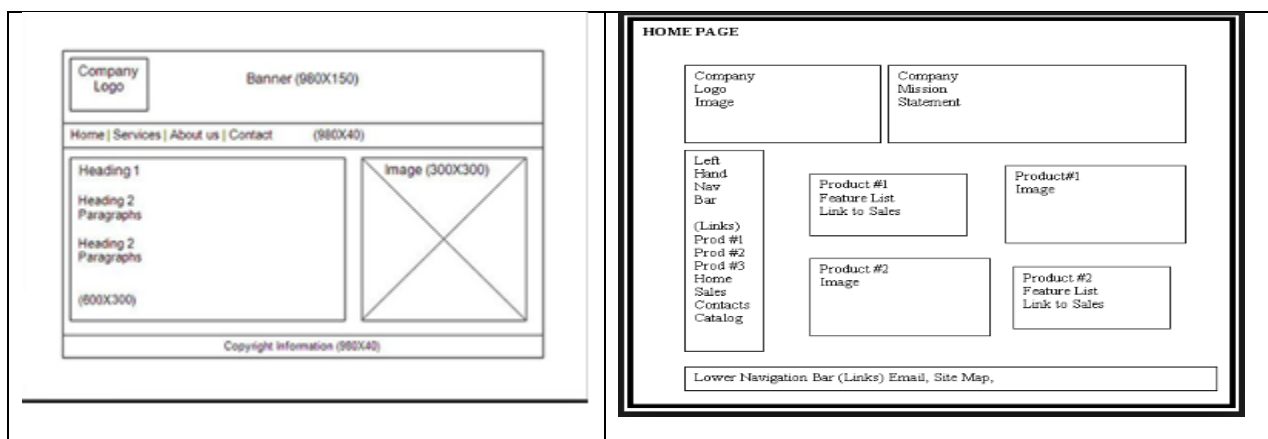 Company
Logo
Banner (980X150)
Home | Services | About us | Contact (980X40)
Heading 1
Heading 2
Paragraphs
Heading 2
Paragraphs
(600X300)
Image (300X300)
Copyright Information (980X40)
HOME PAGE
Company
Logo
Image
Company
Mission
Statement
Left
Hand
Nav
Bar
(Links)
Prod #1
Prod #2
Prod #3
Home
Sales
Contacts
Catalog
Product #1
Feature List
Link to Sales
Product#1
Image
Product #2
Image
Product #2
Feature List
Link to Sales
Lower Navigation Bar (Links) Email, Site Map,